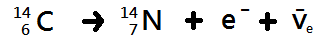 ¹⁴₆C → ¹⁴₇N + e⁻ + ν̄ₑ